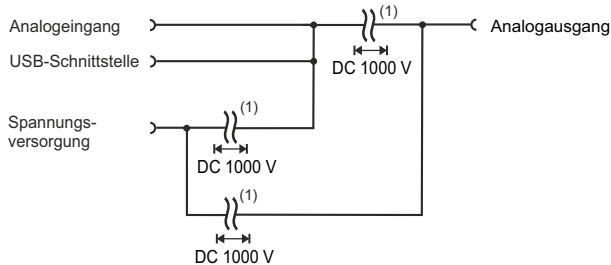 Analogeingang
(1)
Analogausgang
USB-Schnittstelle
DC 1000 V
Spannungs-
versorgung
(1)
DC 1000 V
(1)
DC 1000 V